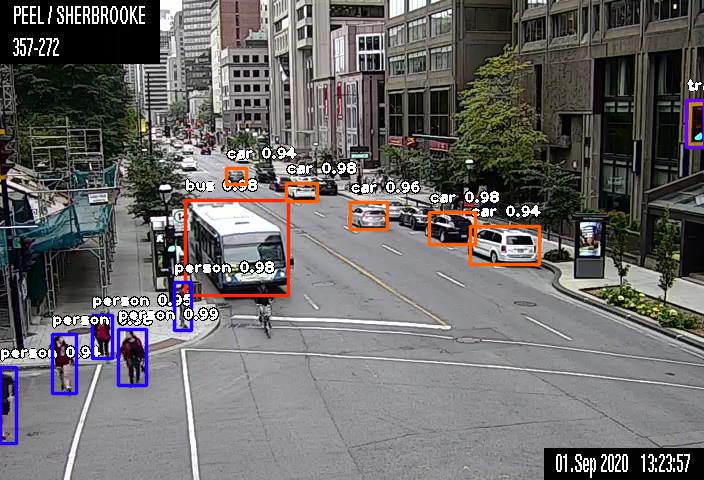 PEEL / SHERBROOKE
357-272
car 0.94
car 0.98
bus 0.98
car 0.96
car 0.98
car 0.94
person 0.98
person 0.95
person 0.99
person
person 0.9
01.Sep 2020 13:23:57